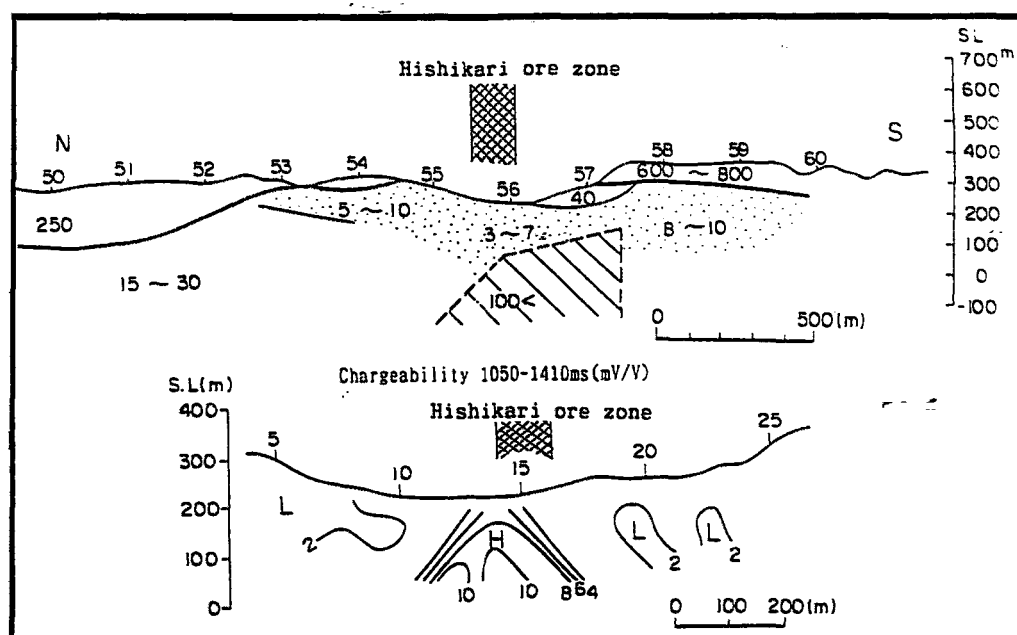 SL
700 m
Hishikari ore zone
600
500
N
S
400
50 51 52 53 54 55 56 57 58 59 60
600 ~ 800
300
40
250
5 ~ 10
200
3 ~ 7
8 ~ 10
100
15 ~ 30
0
100<
-100
0 500(m)
Chargeability 1050-1410ms(mV/V)
S.L(m)
Hishikari ore zone
400
5 10 15 20 25
300
L
200
2
H
L
L
2
2
100
10 10 8 6 4
0
0 100 200(m)